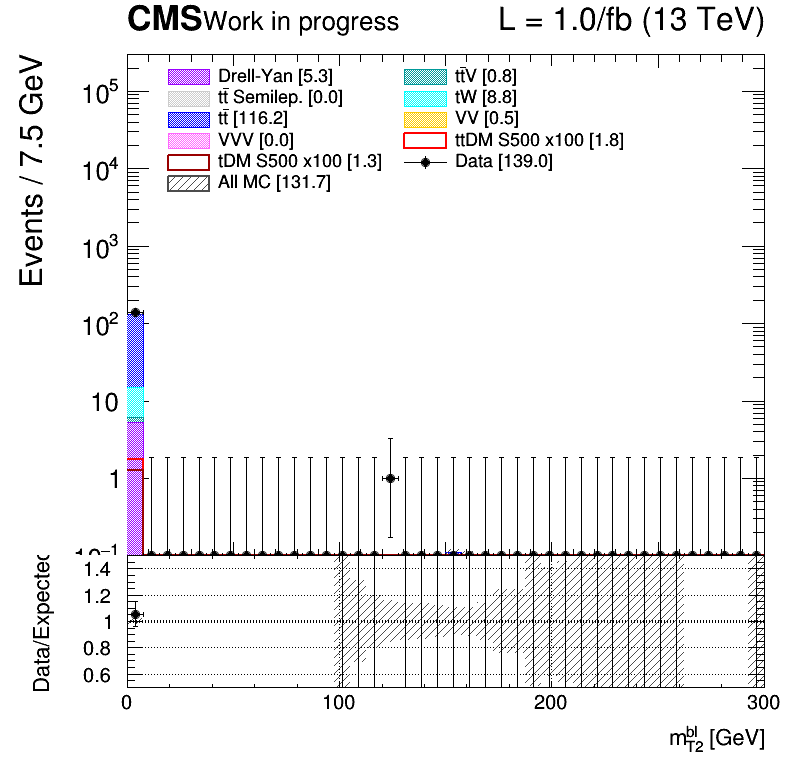 CMS Work in progress L = 1.0/fb (13 TeV)
Events / 7.5 GeV
Drell-Yan [5.3] tt̄V [0.8]
tt̄ Semilep. [0.0] tW [8.8]
tt̄ [116.2] VV [0.5]
VVV [0.0] ttDM S500 x100 [1.8]
tDM S500 x100 [1.3] Data [139.0]
All MC [131.7]
10⁵
10⁴
10³
10²
10
1
10⁻¹
Data/Expected
1.4
1.2
1
0.8
0.6
0 100 200 300
m_T2^bl [GeV]